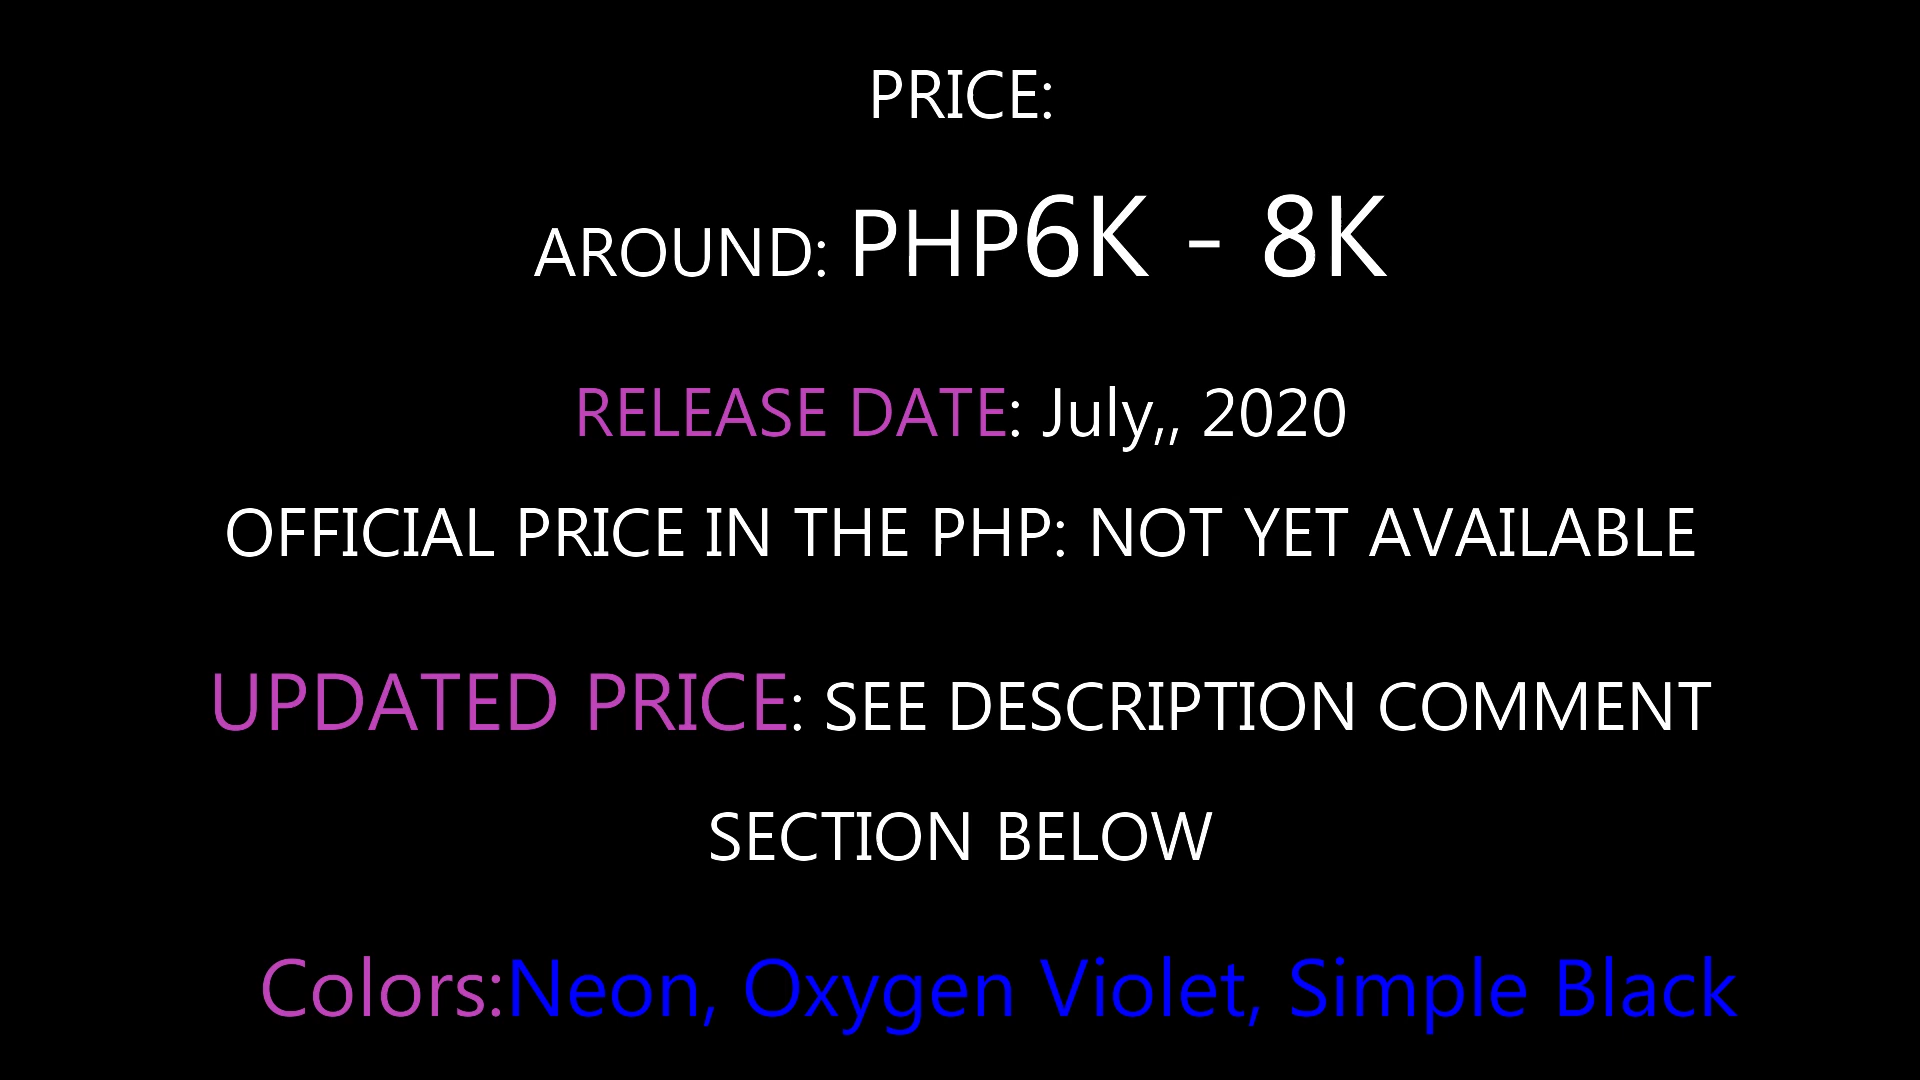 PRICE:
AROUND: PHP6K - 8K
RELEASE DATE: July,, 2020
OFFICIAL PRICE IN THE PHP: NOT YET AVAILABLE
UPDATED PRICE: SEE DESCRIPTION COMMENT
SECTION BELOW
Colors:Neon, Oxygen Violet, Simple Black